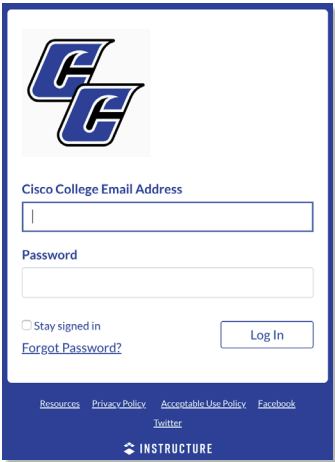 CC
Cisco College Email Address
Password
Stay signed in
Forgot Password?
Log In
Resources Privacy Policy Acceptable Use Policy Facebook
Twitter
INSTRUCTURE